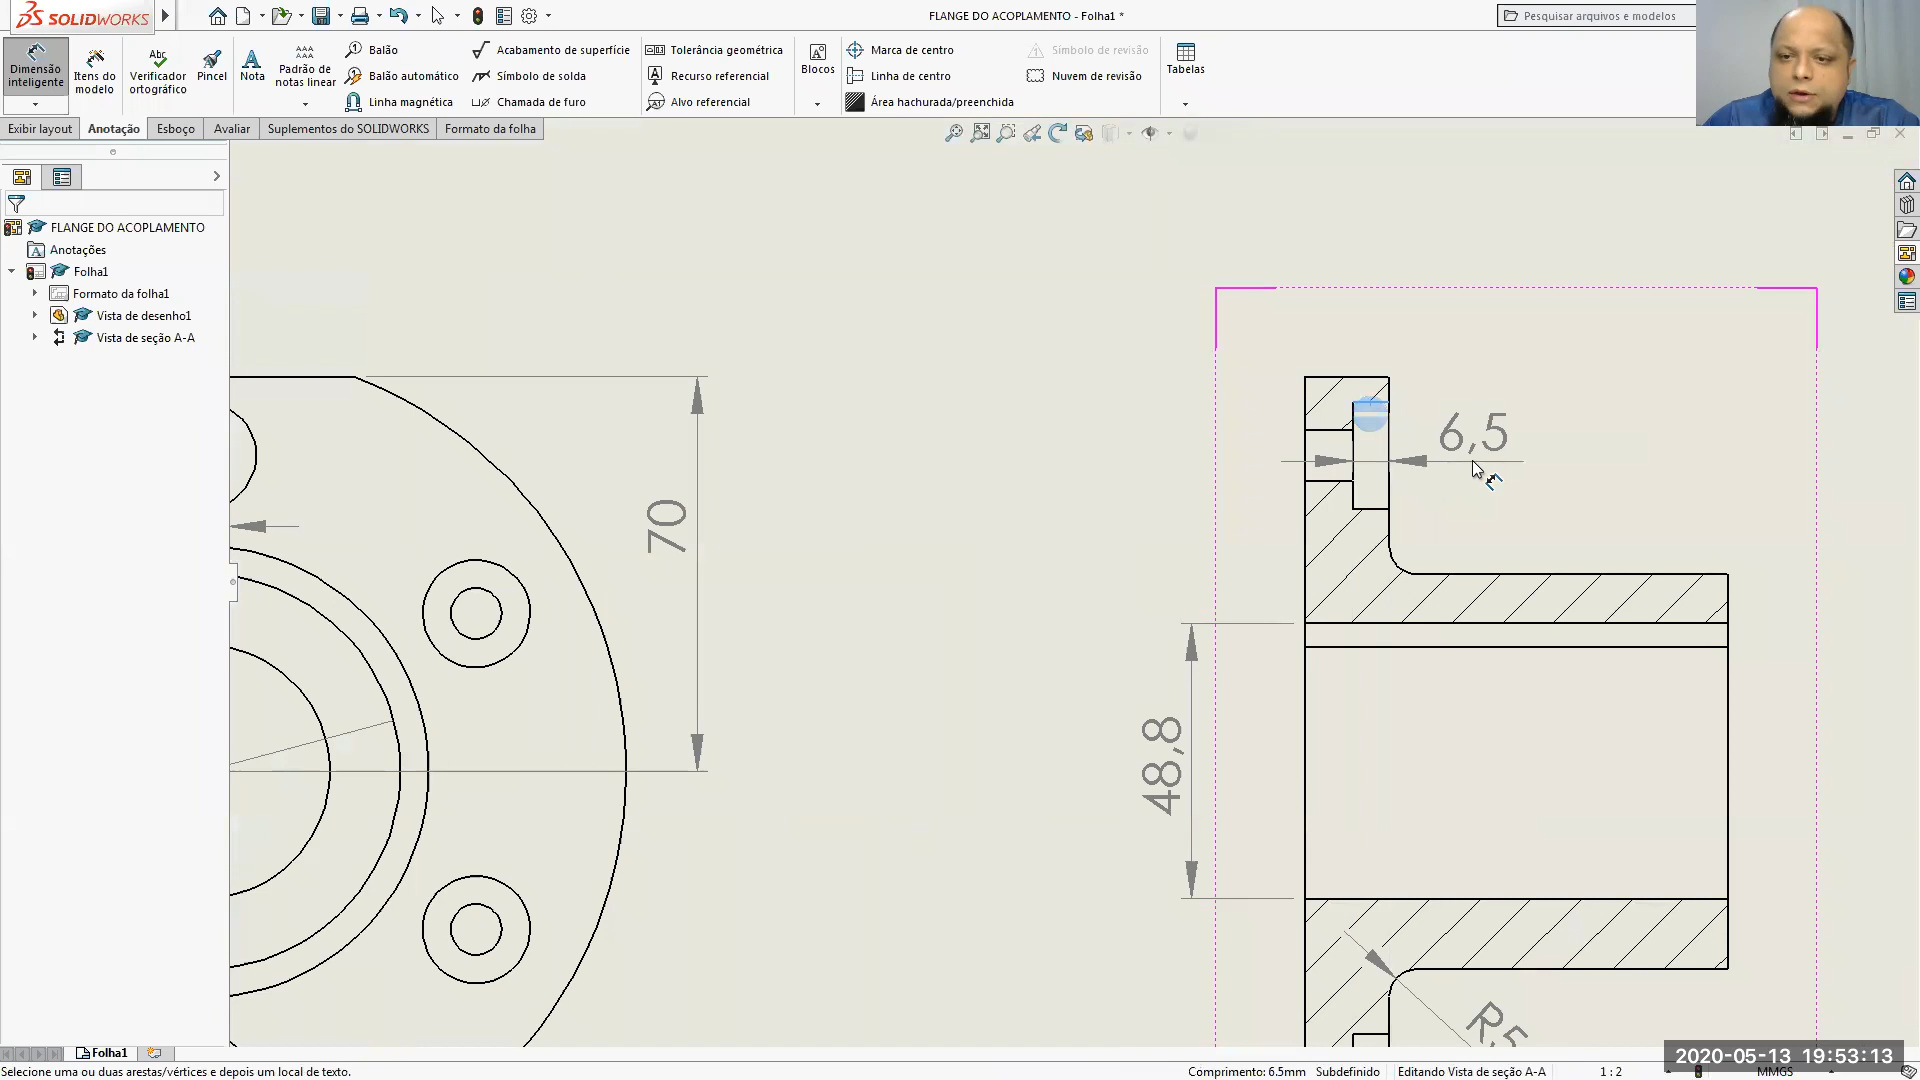 SOLIDWORKS
FLANGE DO ACOPLAMENTO - Folha1 *
Pesquisar arquivos e modelos
Dimensão inteligente
Itens do modelo
Abc
Verificador ortográfico
Pincel
Nota
Padrão de notas linear
Balão
Balão automático
Linha magnética
Acabamento de superfície
Símbolo de solda
Chamada de furo
Tolerância geométrica
Recurso referencial
Alvo referencial
Blocos
Marca de centro
Linha de centro
Área hachurada/preenchida
Símbolo de revisão
Nuvem de revisão
Tabelas
Exibir layout
Anotação
Esboço
Avaliar
Suplementos do SOLIDWORKS
Formato da folha
FLANGE DO ACOPLAMENTO
Anotações
Folha1
Formato da folha1
Vista de desenho1
Vista de seção A-A
70
6,5
48,8
R5
Folha1
2020-05-13 19:53:13
Selecione uma ou duas arestas/vértices e depois um local de texto.
Comprimento: 6.5mm
Subdefinido
Editando Vista de seção A-A
1 : 2
MMGS